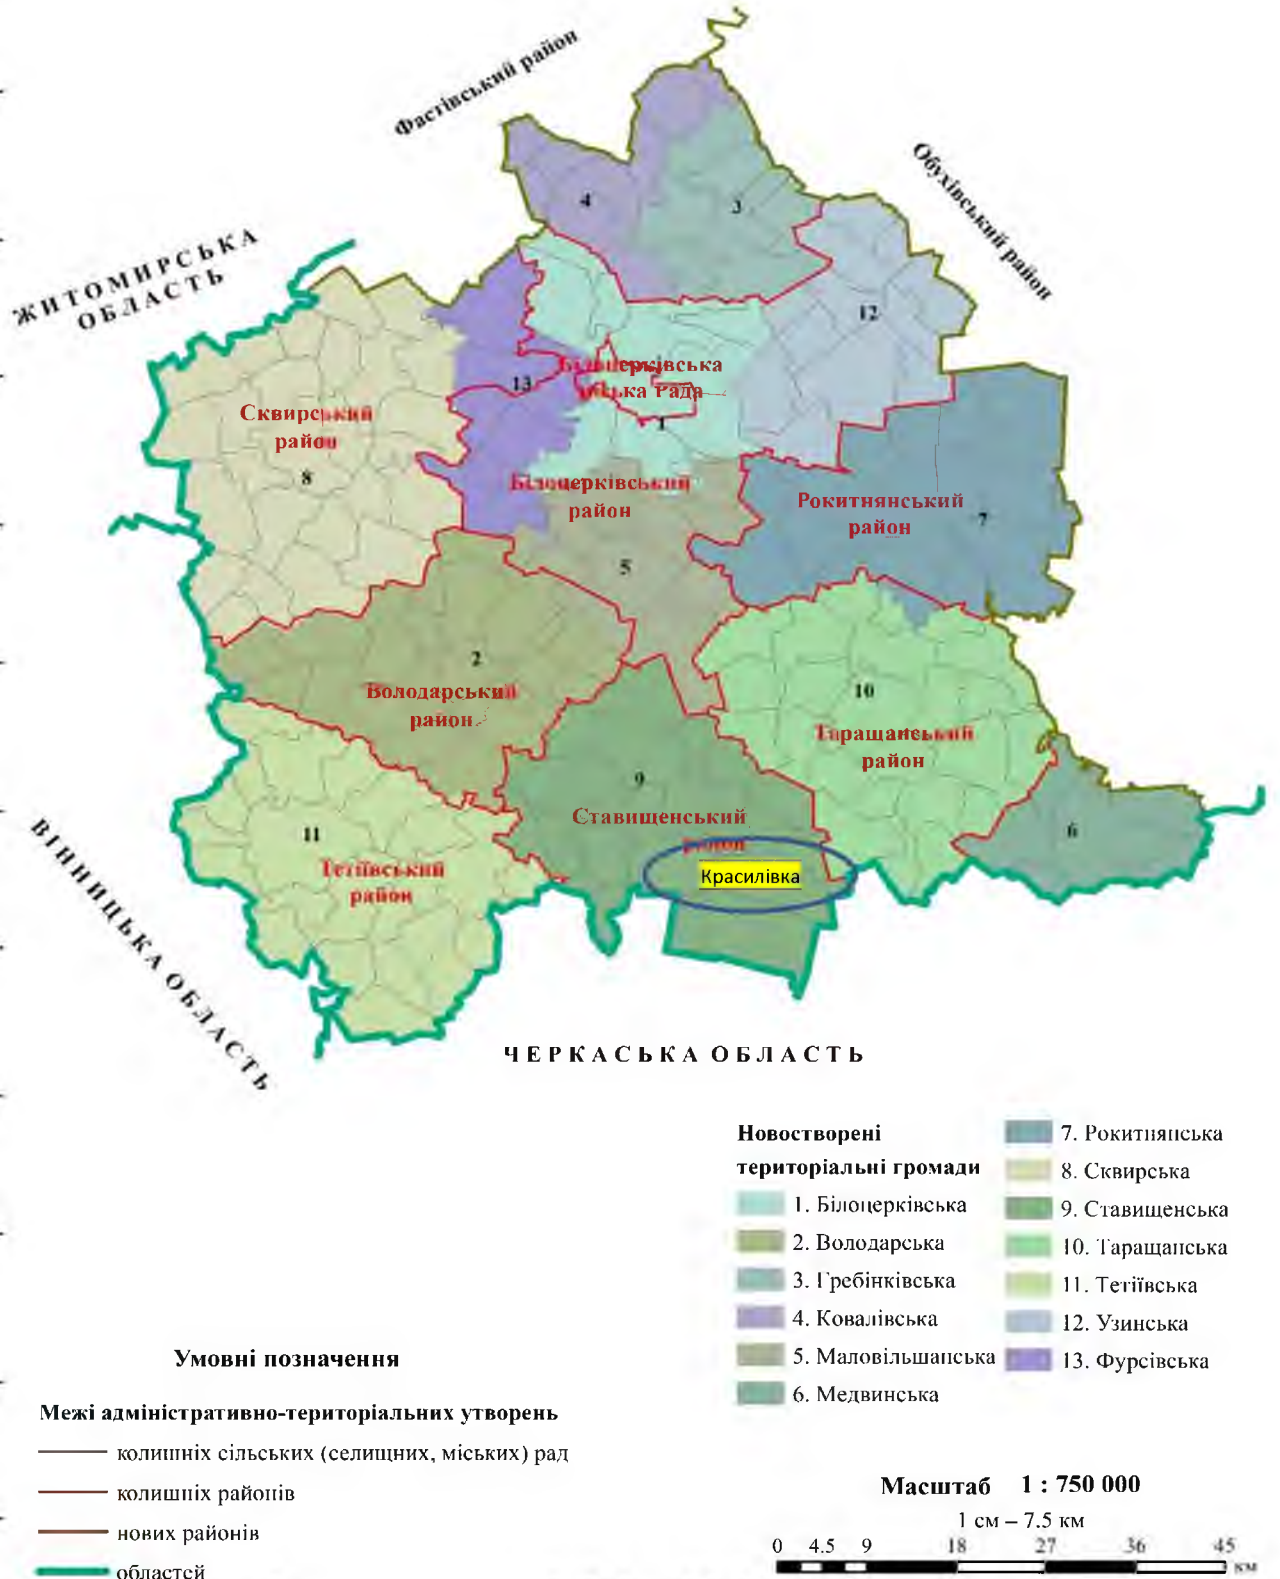 Фастівський район
Обухівський район
ЖИТОМИРСЬКА
ОБЛАСТЬ
4
3
12
Білоцерківська
міська Рада
13
1
Сквирський
район
8
Білоцерківський
район
Рокитнянський
район
7
5
2
Володарський
район
10
Таращанський
район
9
Ставищенський
район
Красилівка
6
11
Тетіївський
район
ВІННИЦЬКА ОБЛАСТЬ
ЧЕРКАСЬКА ОБЛАСТЬ
Новостворені
територіальні громади
1. Білоцерківська
2. Володарська
3. Гребінківська
4. Ковалівська
5. Маловільшанська
6. Медвинська
7. Рокитнянська
8. Сквирська
9. Ставищенська
10. Таращанська
11. Тетіївська
12. Узинська
13. Фурсівська
Умовні позначення
Межі адміністративно-територіальних утворень
колишніх сільських (селищних, міських) рад
колишніх районів
нових районів
областей
Масштаб 1 : 750 000
1 см – 7.5 км
0 4.5 9 18 27 36 45
км